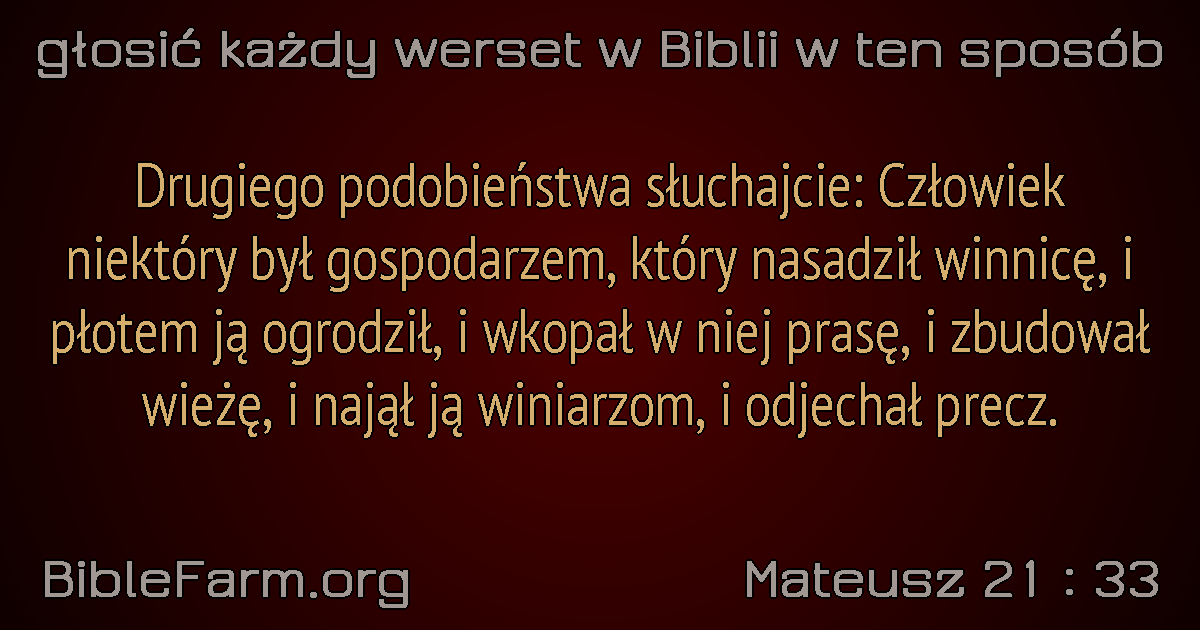 głosić każdy werset w Biblii w ten sposób
Drugiego podobieństwa słuchajcie: Człowiek
niektóry był gospodarzem, który nasadził winnicę, i
płotem ją ogrodził, i wkopał w niej prasę, i zbudował
wieżę, i najął ją winiarzom, i odjechał precz.
BibleFarm.org
Mateusz 21 : 33